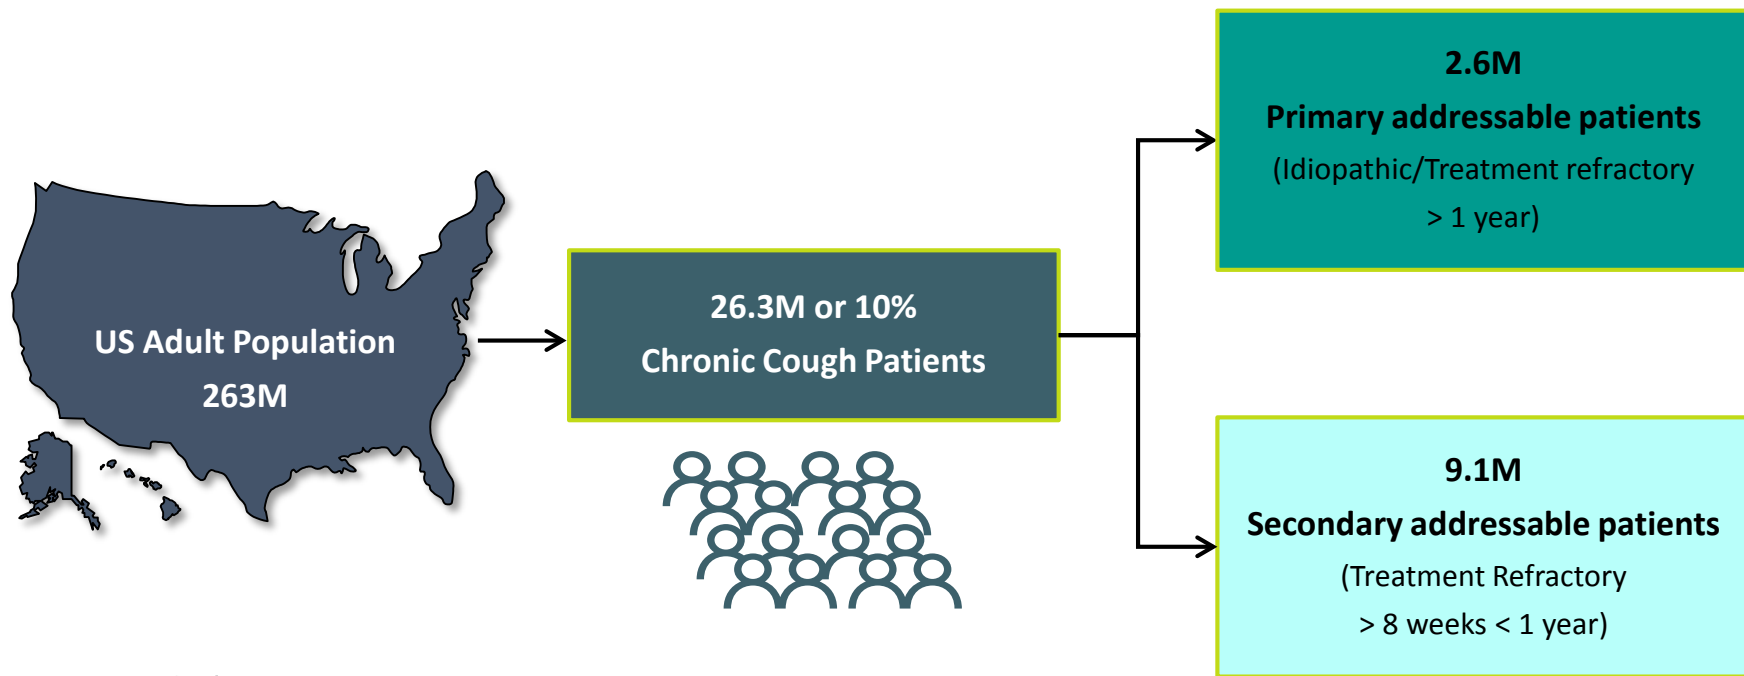 US Adult Population
263M
26.3M or 10%
Chronic Cough Patients
2.6M
Primary addressable patients
(Idiopathic/Treatment refractory
> 1 year)
9.1M
Secondary addressable patients
(Treatment Refractory
> 8 weeks < 1 year)